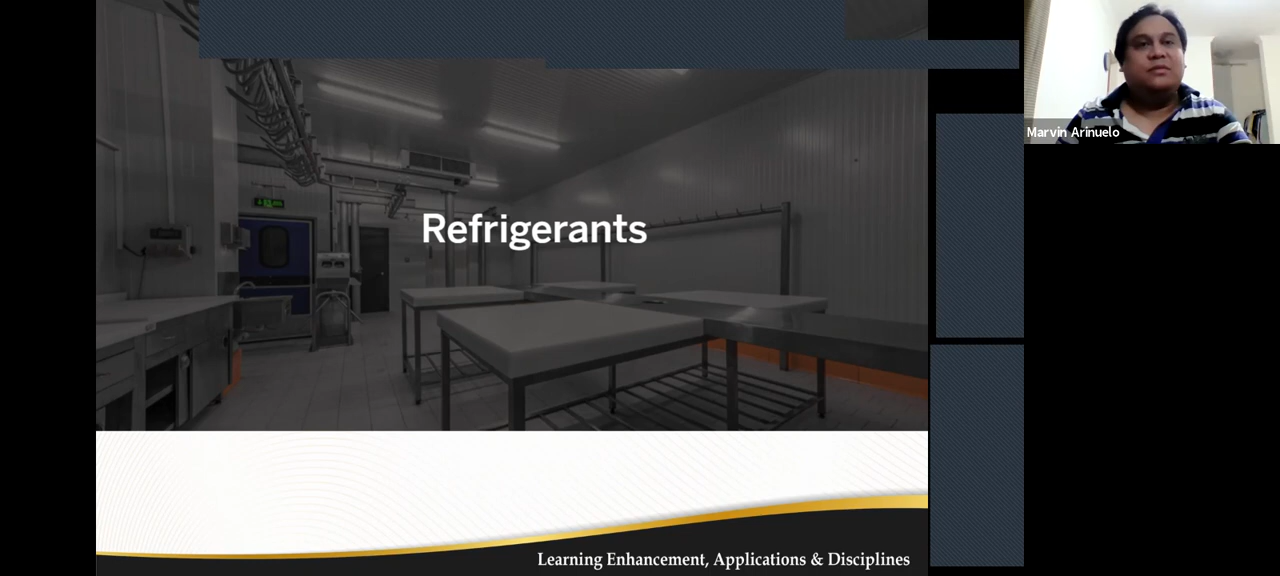 Marvin Arinuelo
Refrigerants
Learning Enhancement, Applications & Disciplines